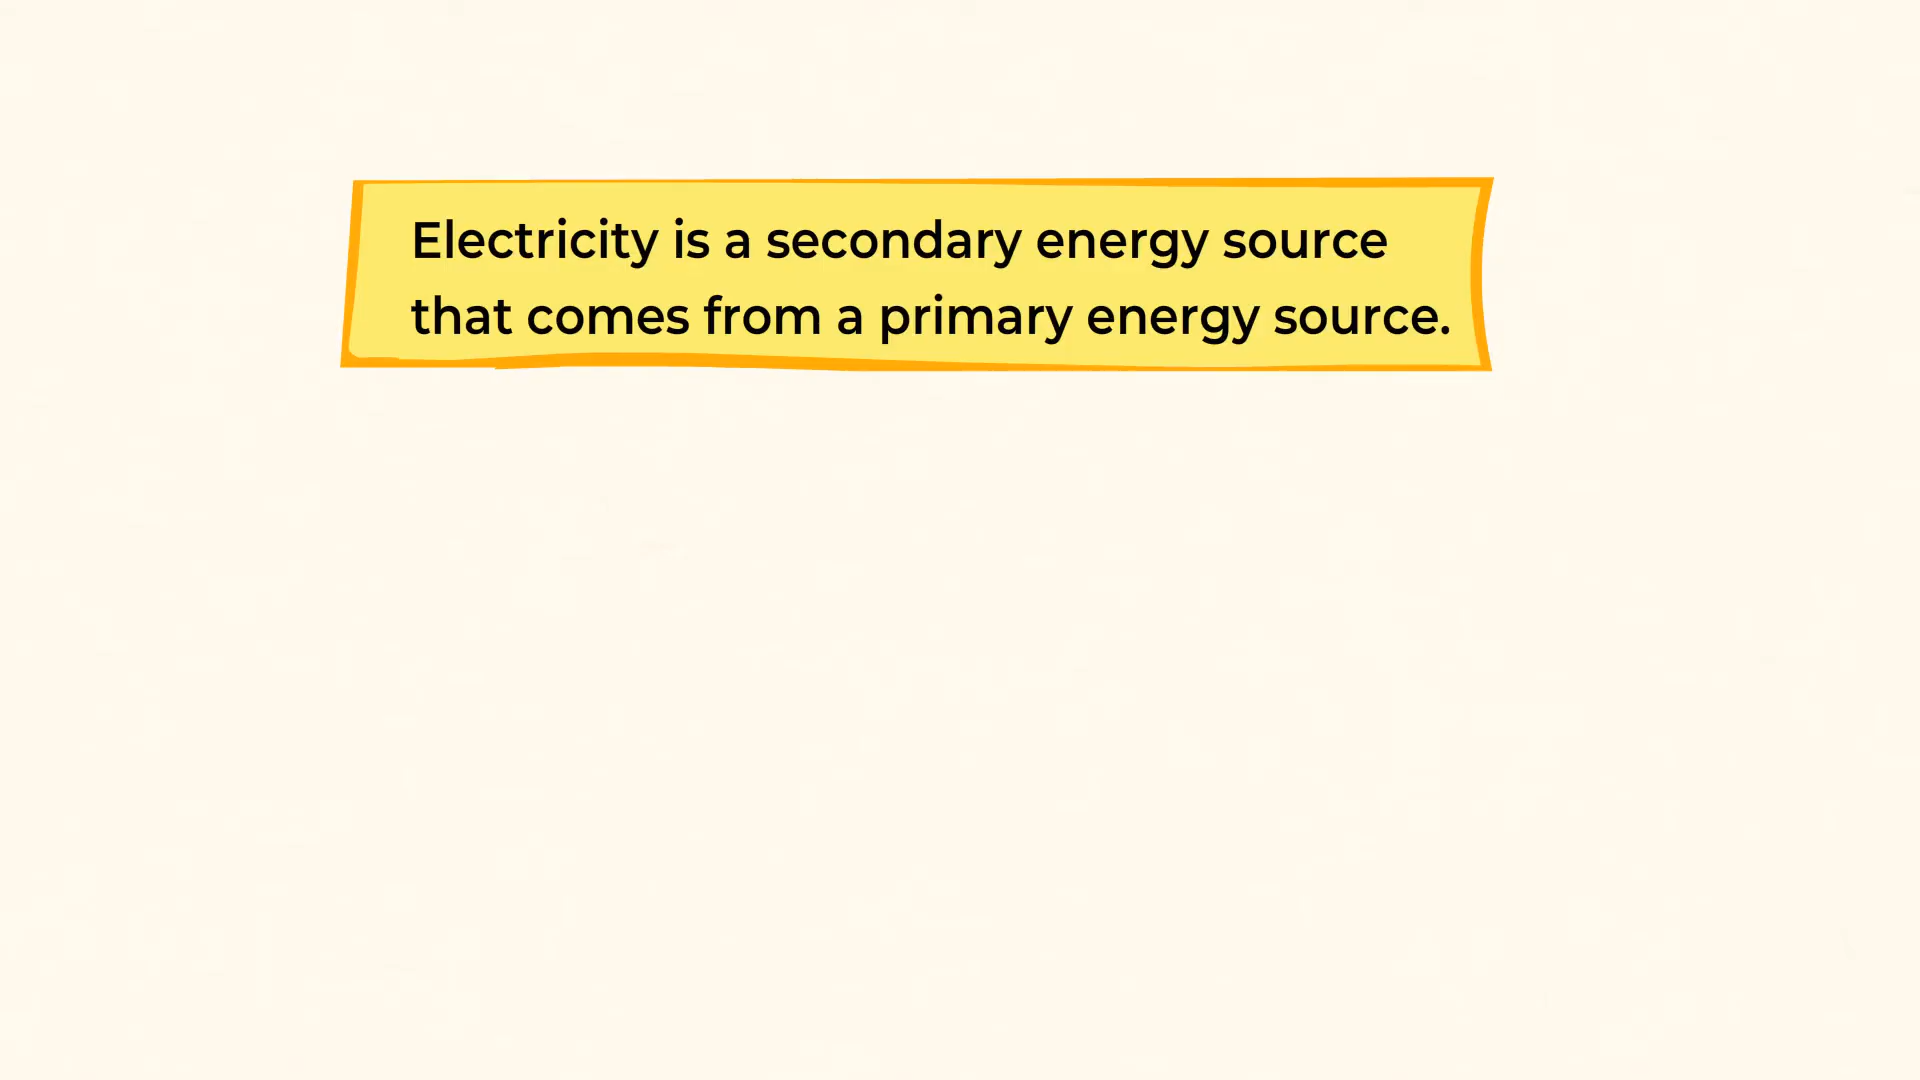 Electricity is a secondary energy source
that comes from a primary energy source.